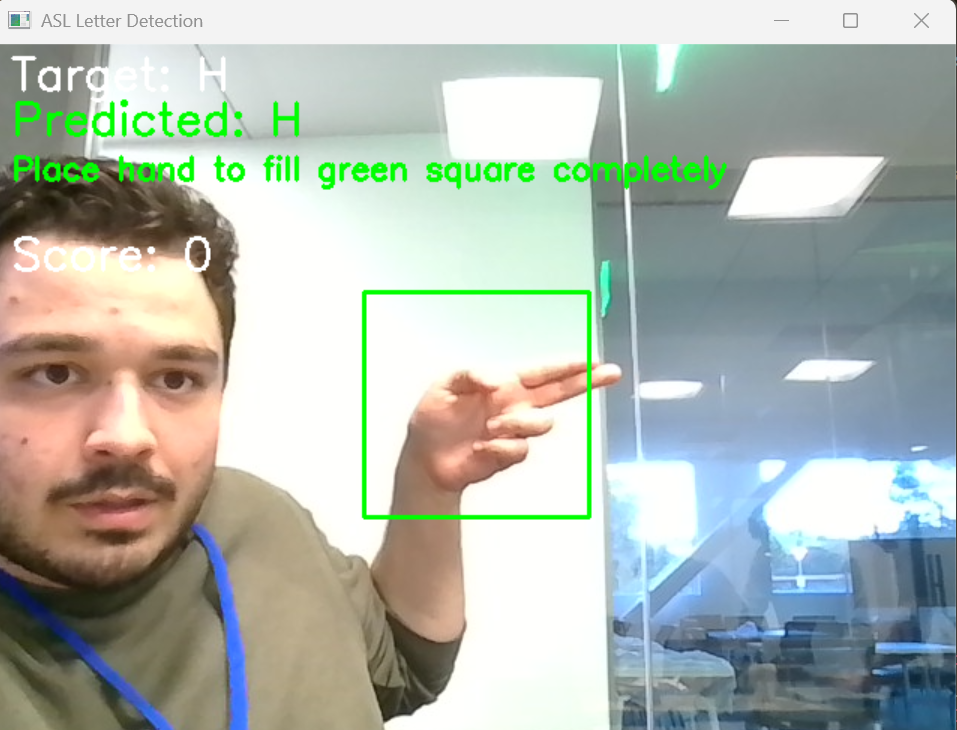 ASL Letter Detection
Target: H
Predicted: H
Place hand to fill green square completely
Score: 0